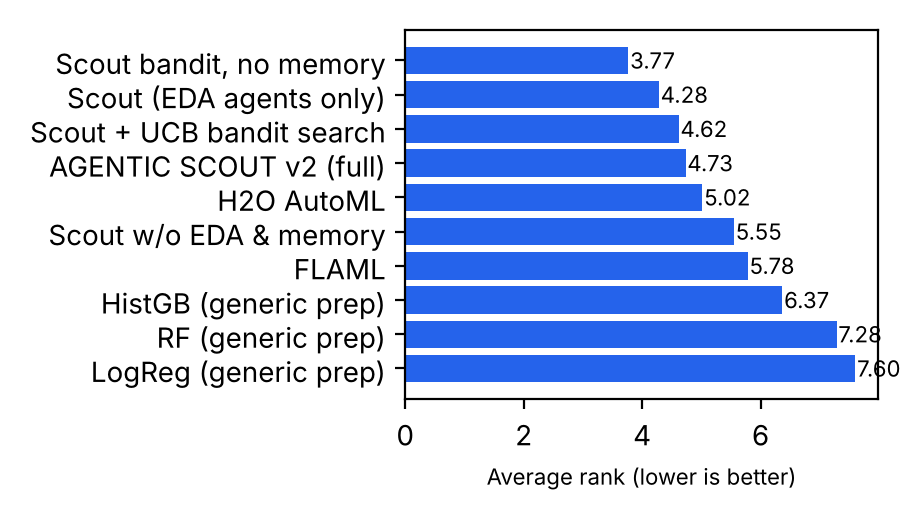 Scout bandit, no memory 3.77
Scout (EDA agents only) 4.28
Scout + UCB bandit search 4.62
AGENTIC SCOUT v2 (full) 4.73
H2O AutoML 5.02
Scout w/o EDA & memory 5.55
FLAML 5.78
HistGB (generic prep) 6.37
RF (generic prep) 7.28
LogReg (generic prep) 7.60
0 2 4 6
Average rank (lower is better)